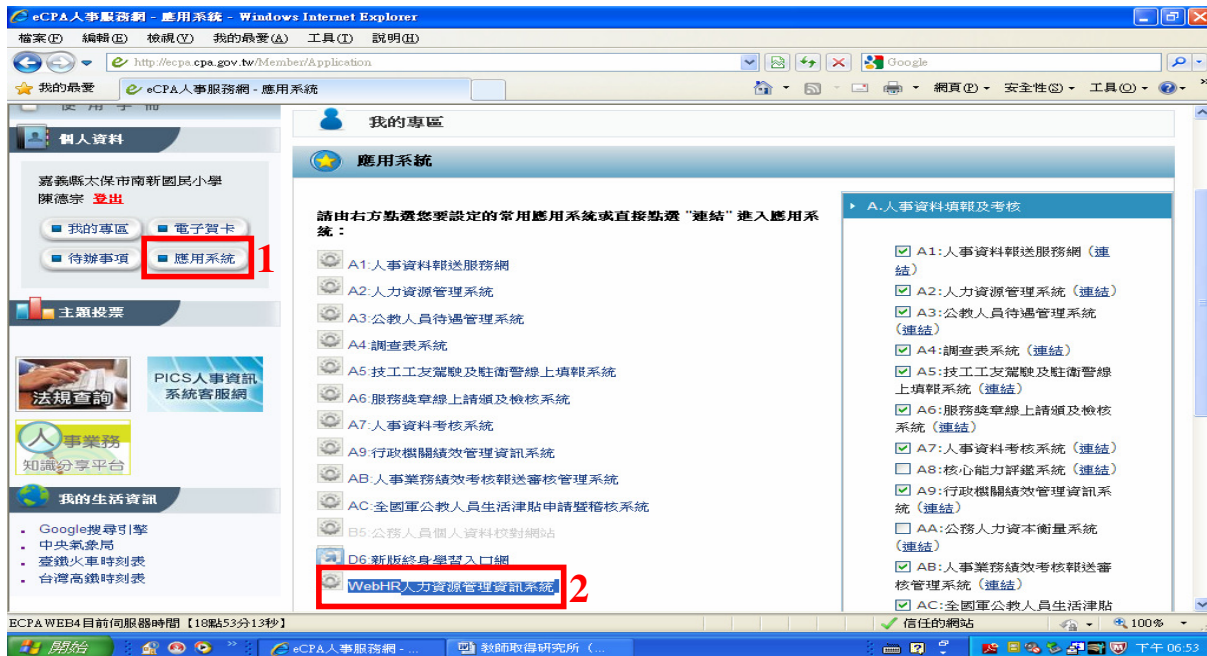 eCPA人事服務網 - 應用系統 - Windows Internet Explorer
檔案(F) 編輯(E) 檢視(V) 我的最愛(A) 工具(T) 說明(H)
http://ecpa.cpa.gov.tw/Member/Application
Google
我的最愛
eCPA人事服務網 - 應用系統
網頁(P) 安全性(S) 工具(O)
使用手冊
個人資料
嘉義縣太保市南新國民小學
陳德宗 登出
我的專區 電子賀卡
待辦事項 應用系統
1
主題投票
法規查詢
PICS人事資訊
系統客服網
人事業務
知識分享平台
我的生活資訊
Google搜尋引擎
中央氣象局
臺鐵火車時刻表
台灣高鐵時刻表
我的專區
應用系統
請由右方點選您要設定的常用應用系統或直接點選 "連結" 進入應用系
統：
A1:人事資料報送服務網
A2:人力資源管理系統
A3:公教人員待遇管理系統
A4:調查表系統
A5:技工工友駕駛及駐衛警線上填報系統
A6:服務獎章線上請頒及檢核系統
A7:人事資料考核系統
A9:行政機關績效管理資訊系統
AB:人事業務績效考核報送審核管理系統
AC:全國軍公教人員生活津貼申請暨稽核系統
B5:公務人員個人資料校對網站
D6:新版終身學習入口網
WebHR人力資源管理資訊系統
2
A.人事資料填報及考核
A1:人事資料報送服務網 (連
結)
A2:人力資源管理系統 (連結)
A3:公教人員待遇管理系統
(連結)
A4:調查表系統 (連結)
A5:技工工友駕駛及駐衛警線
上填報系統 (連結)
A6:服務獎章線上請頒及檢核
系統 (連結)
A7:人事資料考核系統 (連結)
A8:核心能力評鑑系統 (連結)
A9:行政機關績效管理資訊系
統 (連結)
AA:公務人力資本衡量系統
(連結)
AB:人事業務績效考核報送審
核管理系統 (連結)
AC:全國軍公教人員生活津貼
ECPA WEB4目前伺服器時間【18點53分13秒】
信任的網站
100%
開始
eCPA人事服務網 - ...
教師取得研究所 (...
下午 06:53